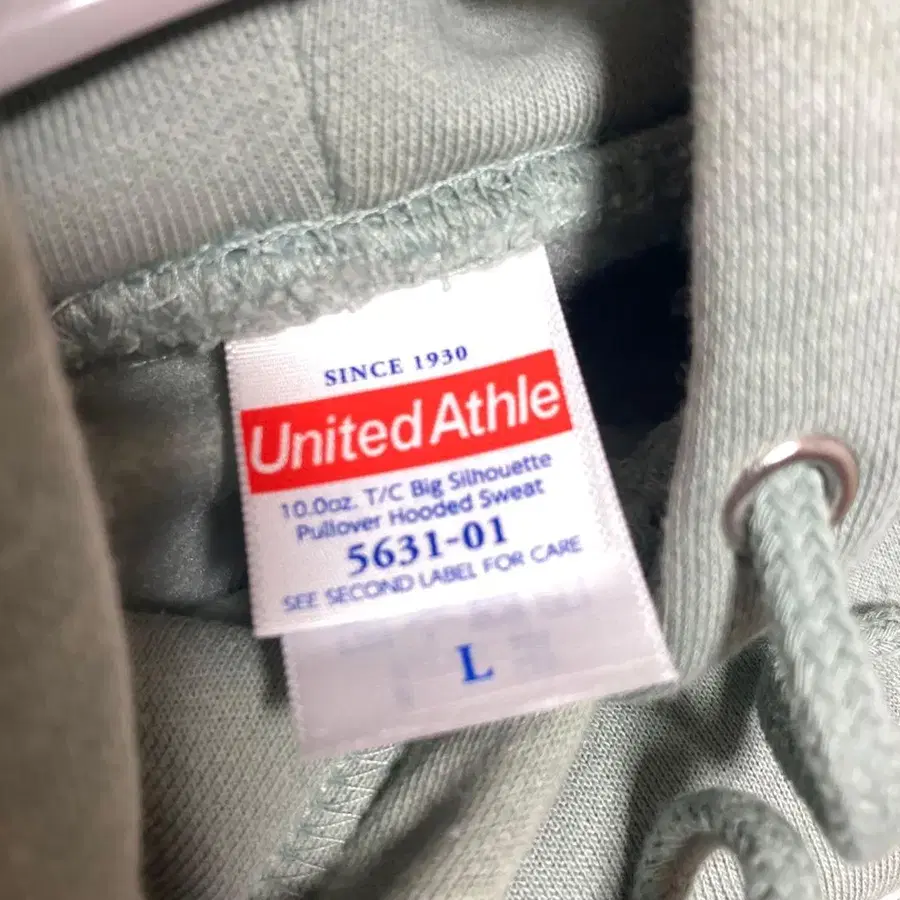 SINCE 1930
United Athle
10.0oz. T/C Big Silhouette
Pullover Hooded Sweat
5631-01
SEE SECOND LABEL FOR CARE
L